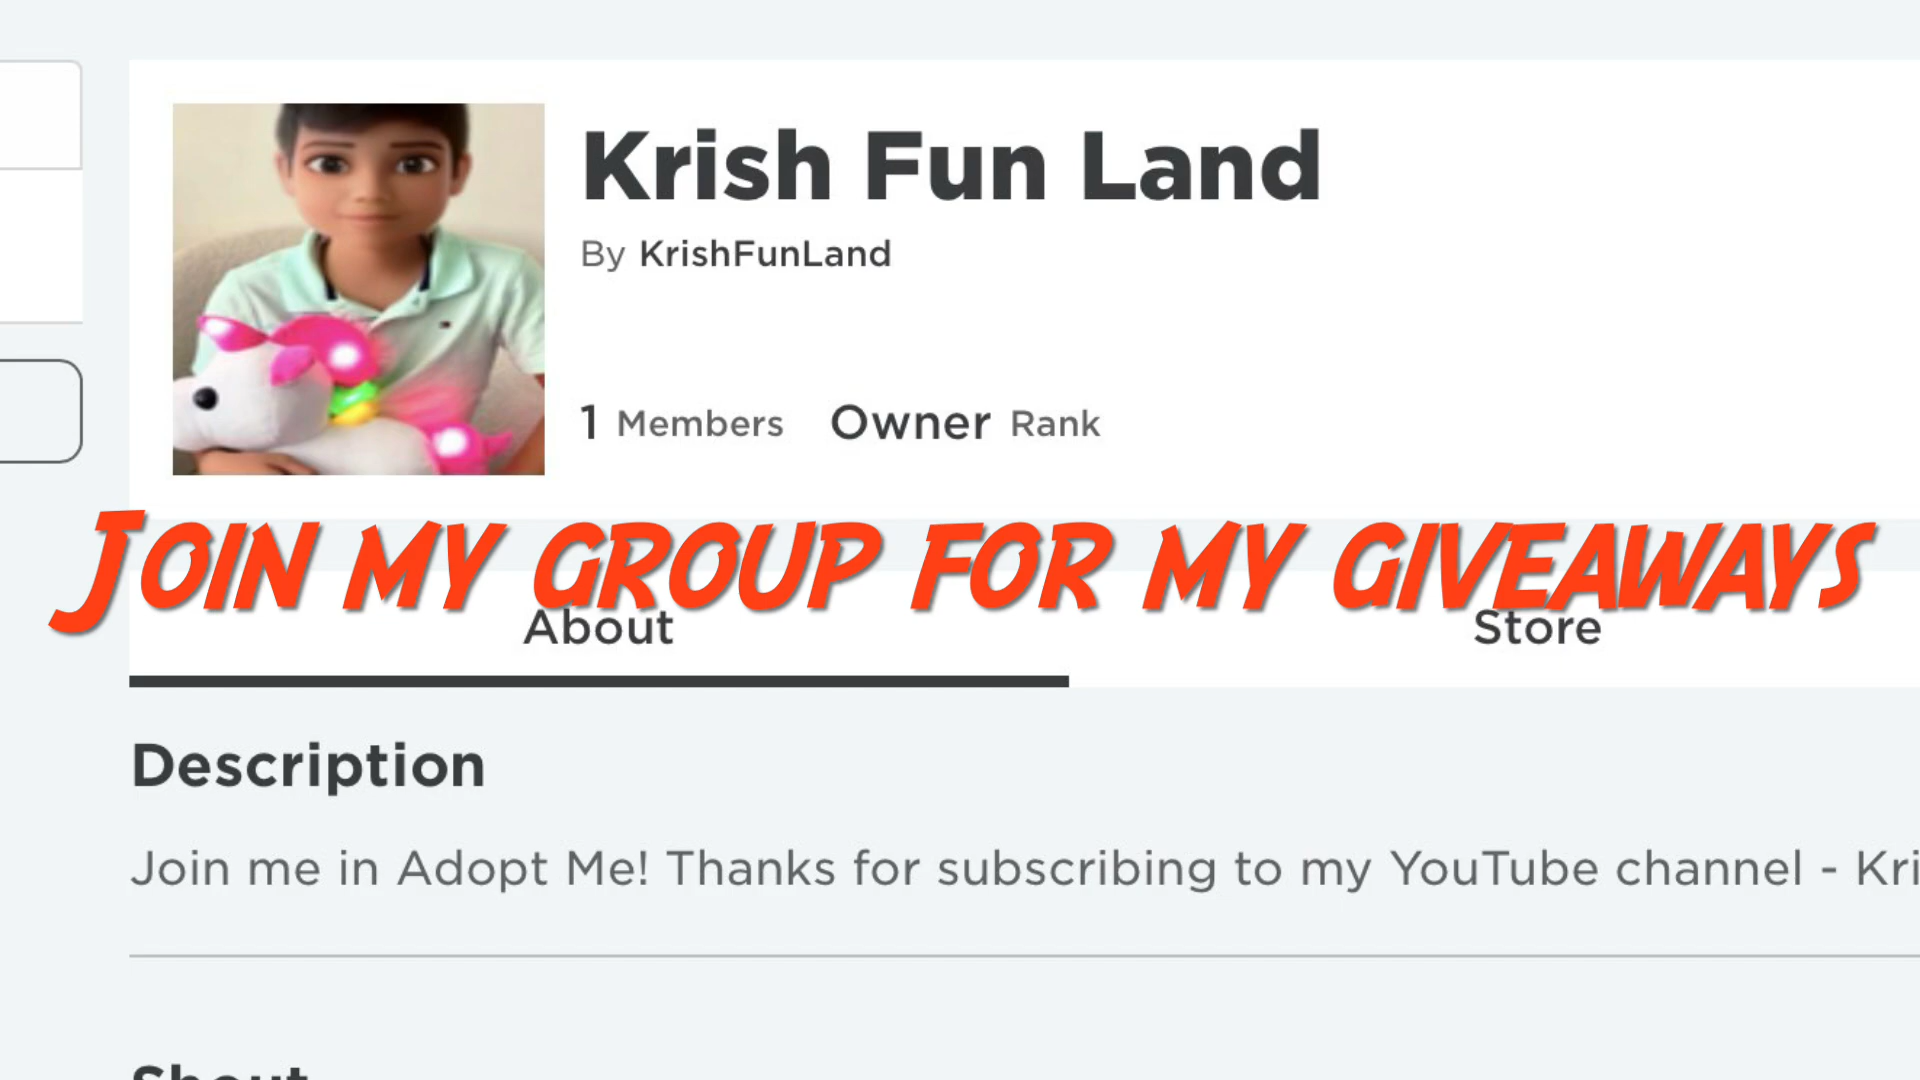 Krish Fun Land
By KrishFunLand
1 Members Owner Rank
JOIN MY GROUP FOR MY GIVEAWAYS
About Store
Description
Join me in Adopt Me! Thanks for subscribing to my YouTube channel - Kri
Shout